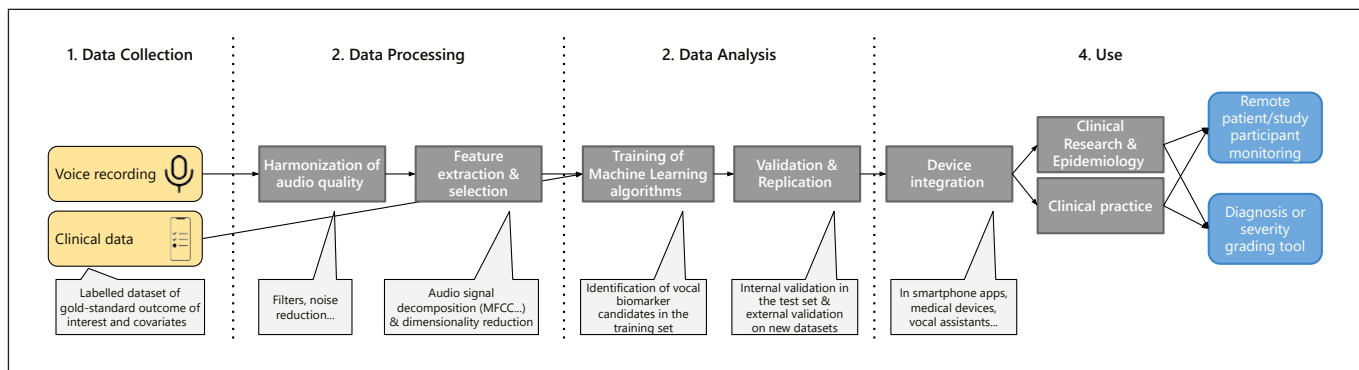 1. Data Collection
2. Data Processing
2. Data Analysis
4. Use
Voice recording
Clinical data
Labelled dataset of
gold-standard outcome of
interest and covariates
Harmonization of
audio quality
Filters, noise
reduction...
Feature
extraction &
selection
Audio signal
decomposition (MFCC...)
& dimensionality reduction
Training of
Machine Learning
algorithms
Identification of vocal
biomarker
candidates in the
training set
Validation &
Replication
Internal validation in
the test set &
external validation
on new datasets
Device
integration
In smartphone apps,
medical devices,
vocal assistants...
Clinical
Research &
Epidemiology
Clinical practice
Remote
patient/study
participant
monitoring
Diagnosis or
severity
grading tool